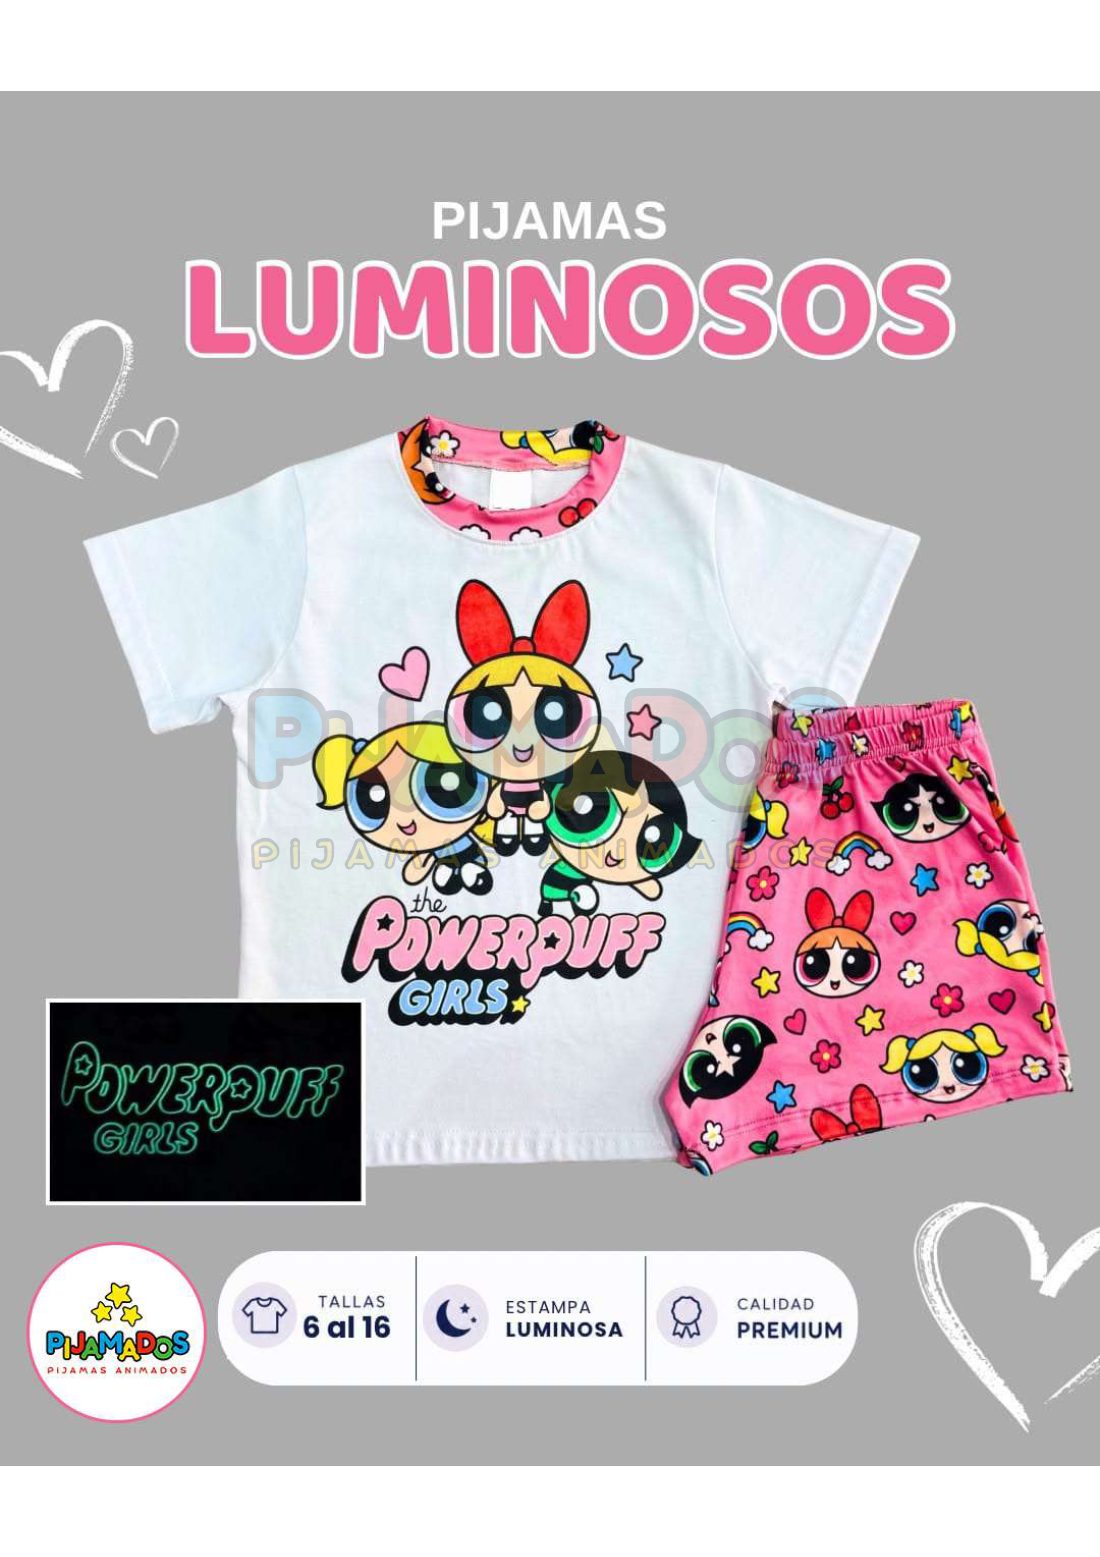 PIJAMAS
LUMINOSOS
PIJAMADOS
PIJAMAS ANIMADOS
the
POWERPUFF
GIRLS
POWERPUFF
GIRLS
PIJAMADOS
PIJAMAS ANIMADOS
TALLAS
6 al 16
ESTAMPA
LUMINOSA
CALIDAD
PREMIUM